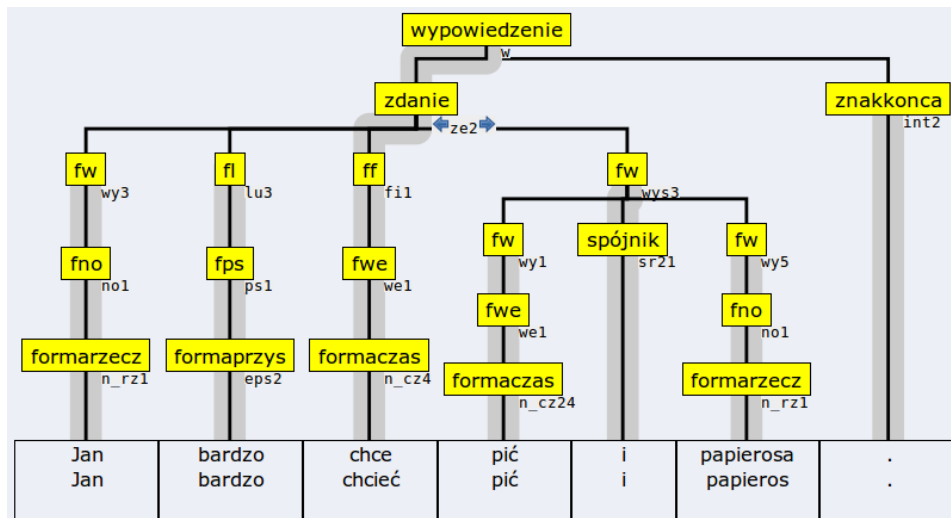 wypowiedzenie
w
zdanie
znakkonca
ze2
int2
fw
fl
ff
fw
wy3
lu3
fi1
wys3
fw
spójnik
fw
fno
fps
fwe
wy1
sr21
wy5
no1
ps1
we1
fwe
fno
we1
no1
formarzecz
formaprzys
formaczas
n_rz1
eps2
n_cz4
formaczas
formarzecz
n_cz24
n_rz1
Jan bardzo chce pić i papierosa .
Jan bardzo chcieć pić i papieros .